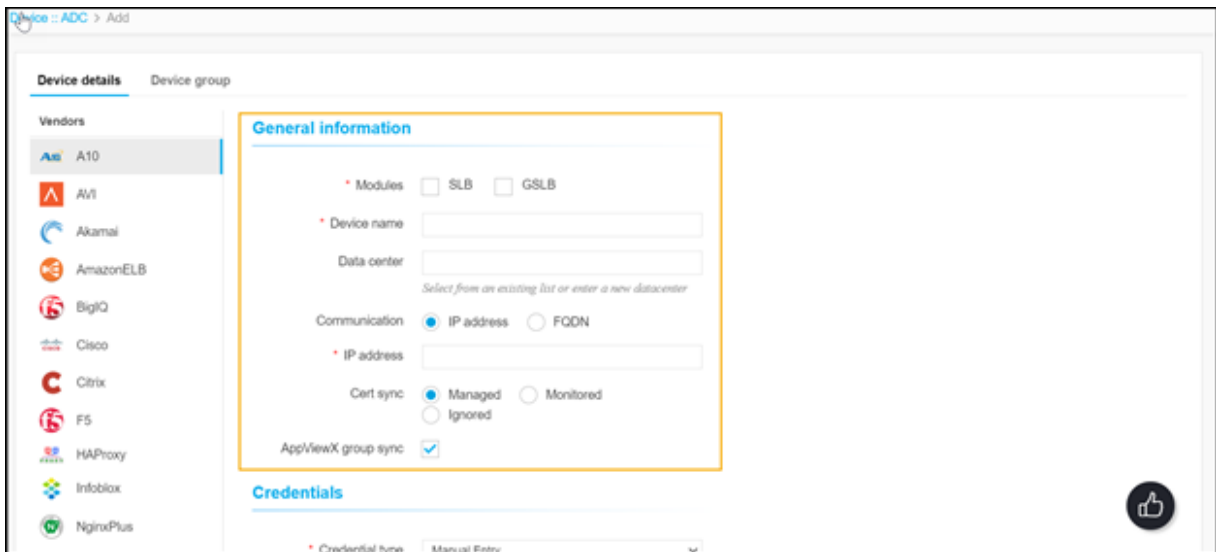 Device :: ADC > Add
Device details Device group
Vendors
A10
AVI
Akamai
AmazonELB
BigIQ
Cisco
Citrix
F5
HAProxy
Infoblox
NginxPlus
General information
* Modules SLB GSLB
* Device name
Data center
Select from an existing list or enter a new datacenter
Communication IP address FQDN
* IP address
Cert sync Managed Monitored
Ignored
AppViewX group sync
Credentials
* Credential type Manual Entry